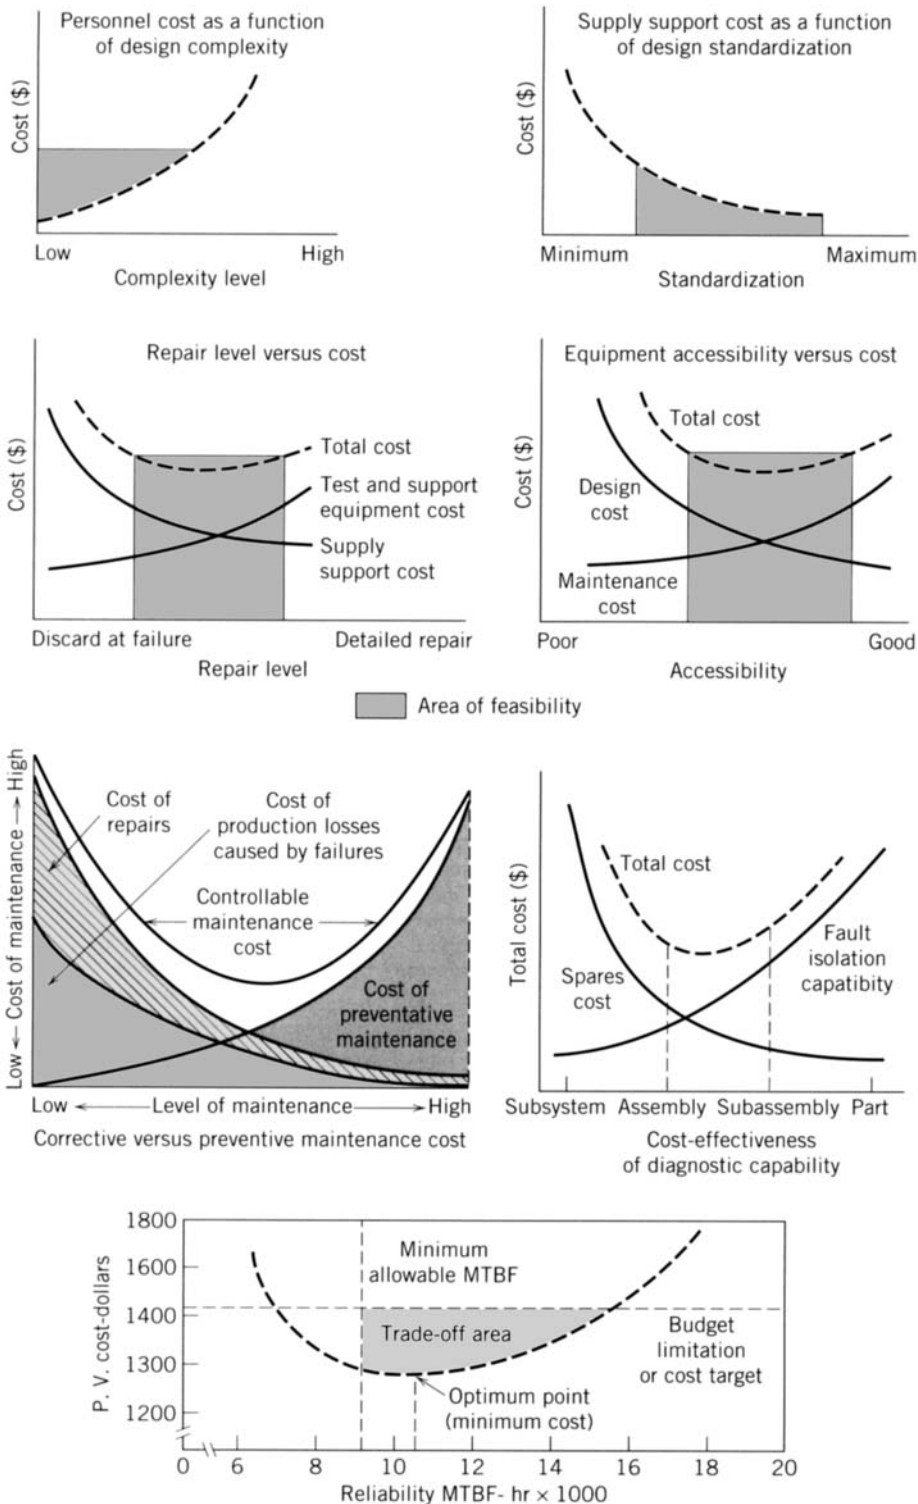 Personnel cost as a function
of design complexity
Cost ($)
Low
High
Complexity level
Supply support cost as a function
of design standardization
Cost ($)
Minimum
Maximum
Standardization
Repair level versus cost
Cost ($)
Total cost
Test and support
equipment cost
Supply
support cost
Discard at failure
Detailed repair
Repair level
Equipment accessibility versus cost
Cost ($)
Total cost
Design
cost
Maintenance
cost
Poor
Good
Accessibility
Area of feasibility
Low
Cost of maintenance
High
Cost of
repairs
Cost of
production losses
caused by failures
Controllable
maintenance
cost
Cost of
preventative
maintenance
Low
Level of maintenance
High
Corrective versus preventive maintenance cost
Total cost ($)
Total cost
Spares
cost
Fault
isolation
capatibity
Subsystem Assembly Subassembly Part
Cost-effectiveness
of diagnostic capability
P. V. cost-dollars
1800
1600
1400
1300
1200
Minimum
allowable MTBF
Trade-off area
Budget
limitation
or cost target
Optimum point
(minimum cost)
0 6 8 10 12 14 16 18 20
Reliability MTBF- hr × 1000